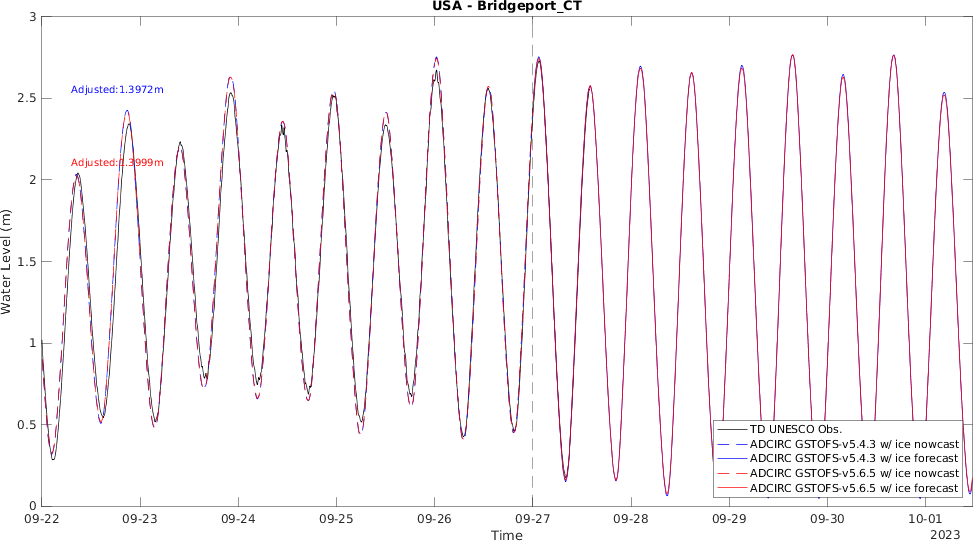 USA - Bridgeport_CT
3
2.5
2
1.5
1
0.5
0
Water Level (m)
Adjusted:1.3972m
Adjusted:1.3999m
TD UNESCO Obs.
ADCIRC GSTOFS-v5.4.3 w/ ice nowcast
ADCIRC GSTOFS-v5.4.3 w/ ice forecast
ADCIRC GSTOFS-v5.6.5 w/ ice nowcast
ADCIRC GSTOFS-v5.6.5 w/ ice forecast
09-22 09-23 09-24 09-25 09-26 09-27 09-28 09-29 09-30 10-01
Time
2023